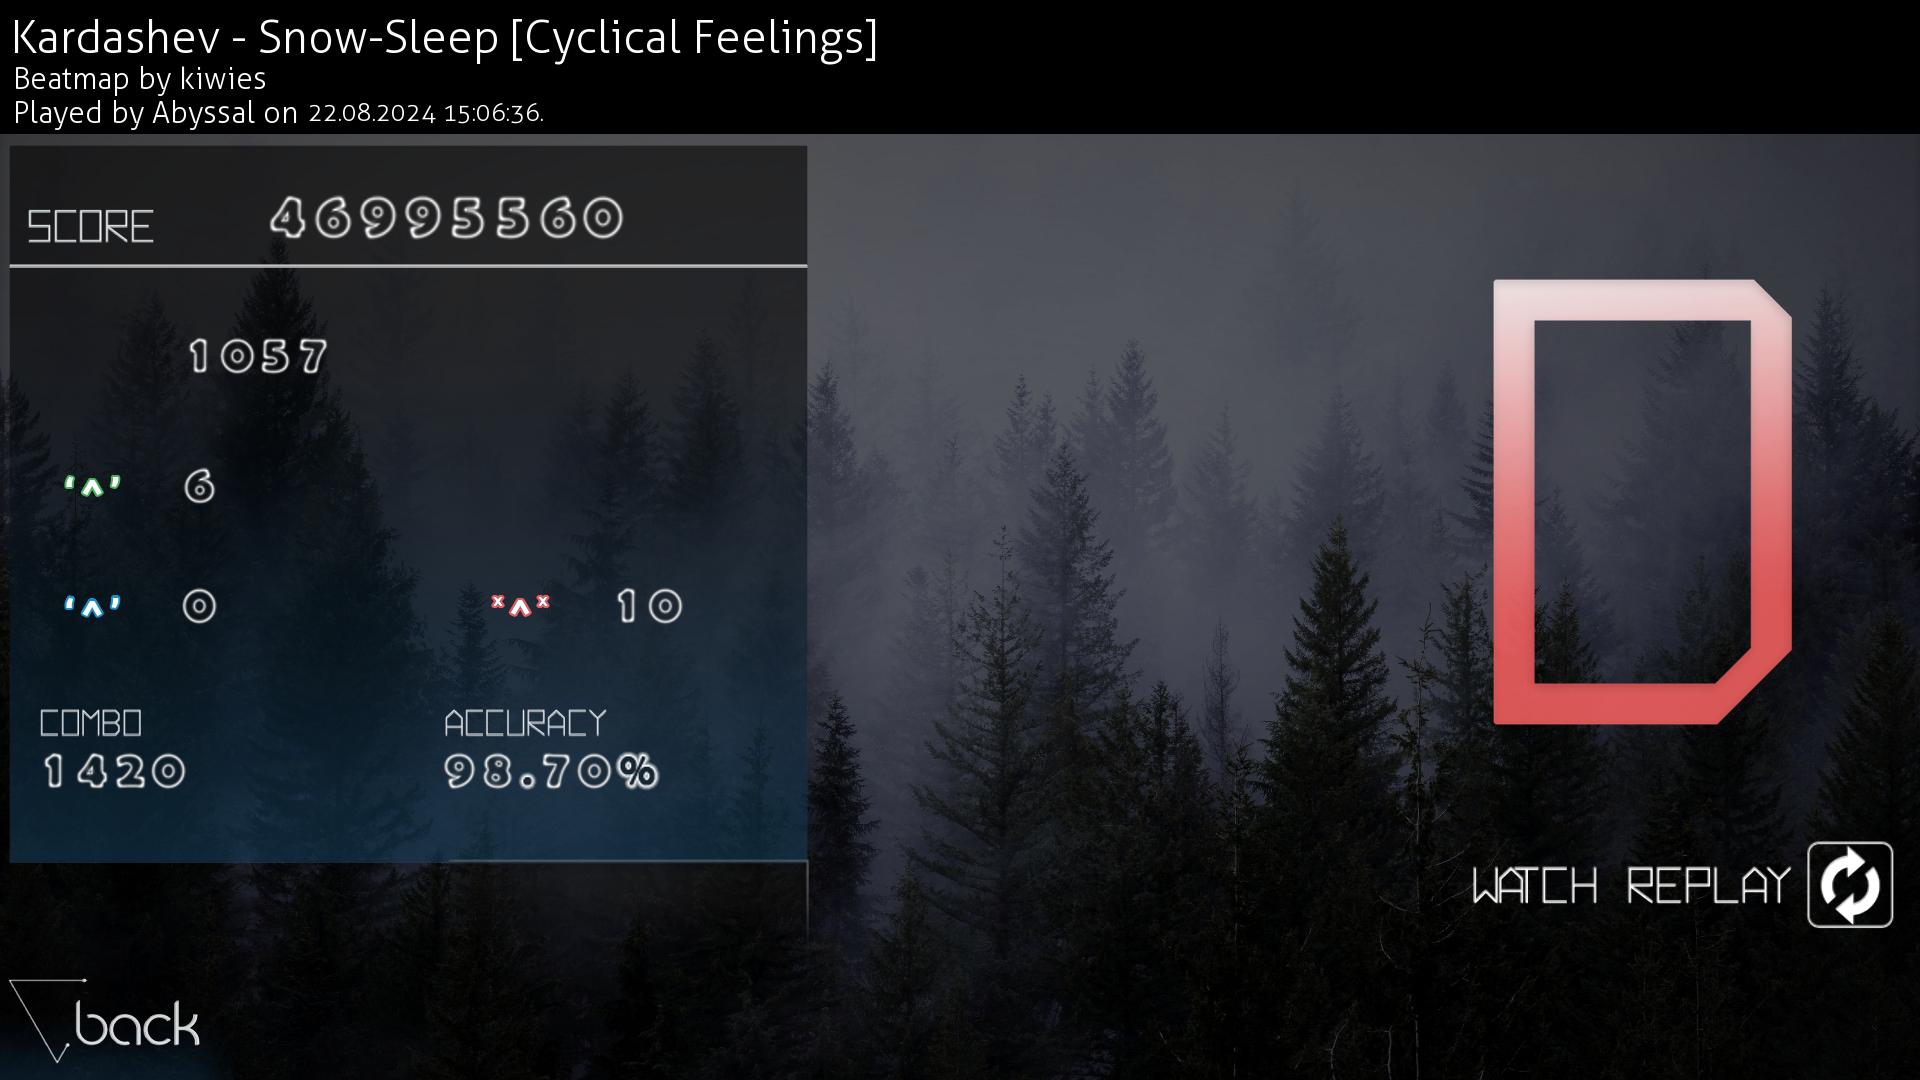 Kardashev - Snow-Sleep [Cyclical Feelings]
Beatmap by kiwies
Played by Abyssal on 22.08.2024 15:06:36.
SCORE 46995560
1057
'^' 6
'^' 0 x^x 10
COMBO ACCURACY
1420 98.70%
D
WATCH REPLAY
back